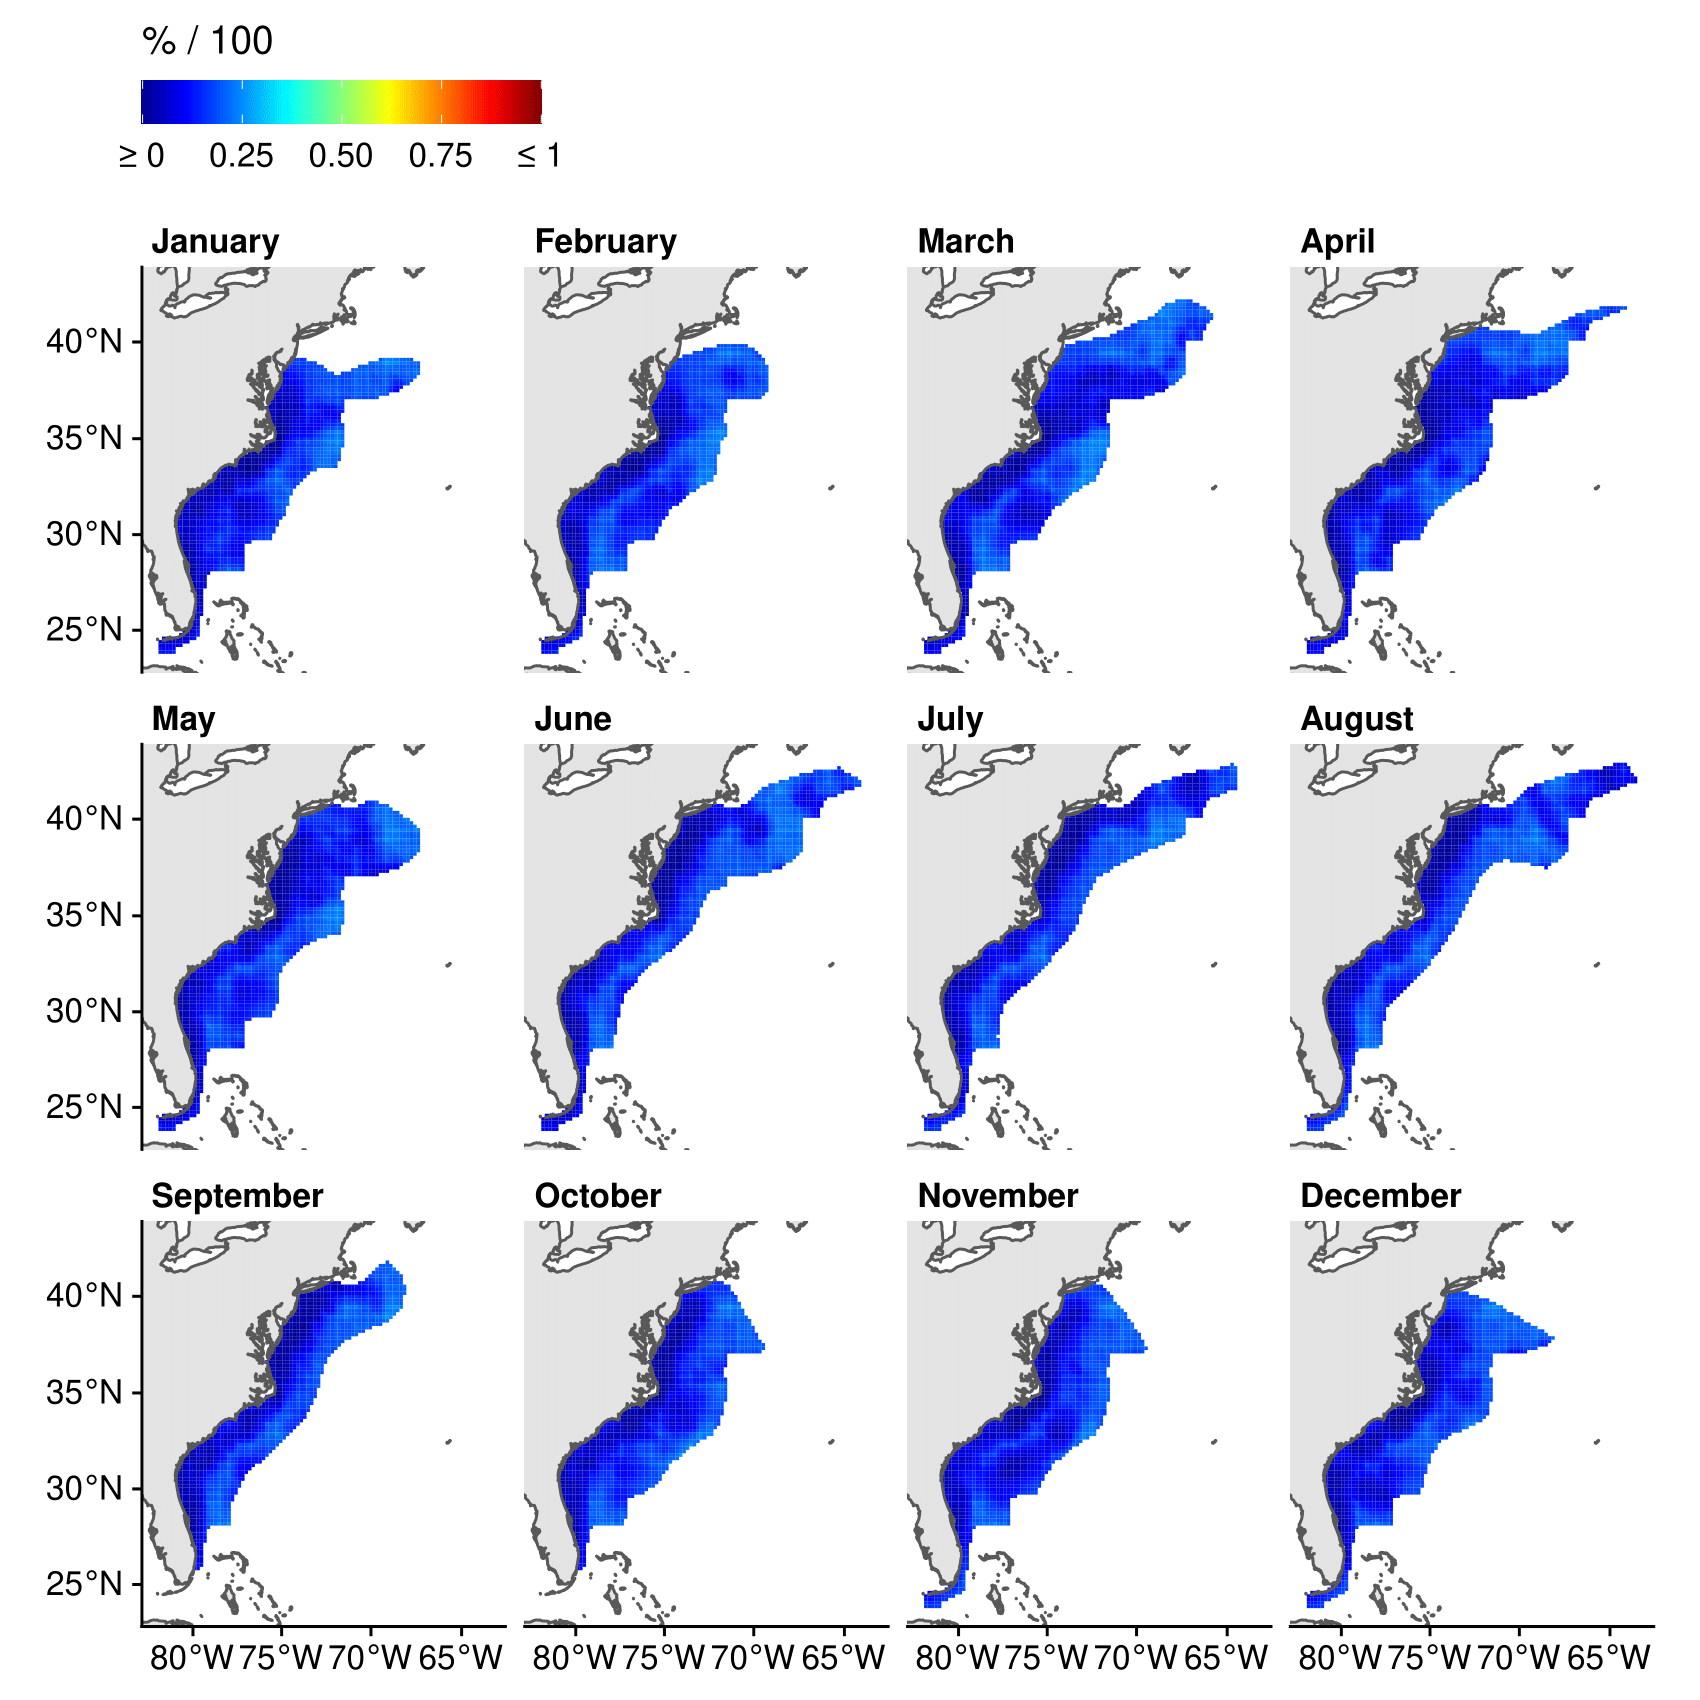 % / 100
≥ 0 0.25 0.50 0.75 ≤ 1
January February March April
40°N
35°N
30°N
25°N
May June July August
40°N
35°N
30°N
25°N
September October November December
40°N
35°N
30°N
25°N
80°W 75°W 70°W 65°W 80°W 75°W 70°W 65°W 80°W 75°W 70°W 65°W 80°W 75°W 70°W 65°W